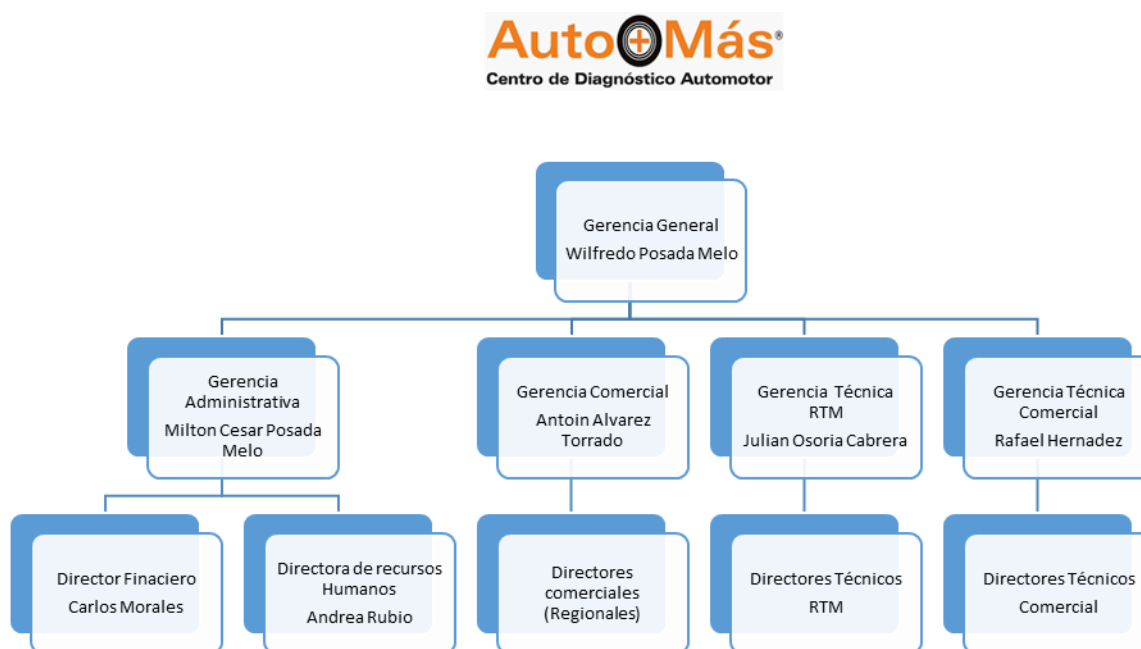 Auto Más®
Centro de Diagnóstico Automotor
Gerencia General
Wilfredo Posada Melo
Gerencia
Administrativa
Milton Cesar Posada
Melo
Gerencia Comercial
Antoin Alvarez
Torrado
Gerencia Técnica
RTM
Julian Osoria Cabrera
Gerencia Técnica
Comercial
Rafael Hernadez
Director Finaciero
Carlos Morales
Directora de recursos
Humanos
Andrea Rubio
Directores
comerciales
(Regionales)
Directores Técnicos
RTM
Directores Técnicos
Comercial